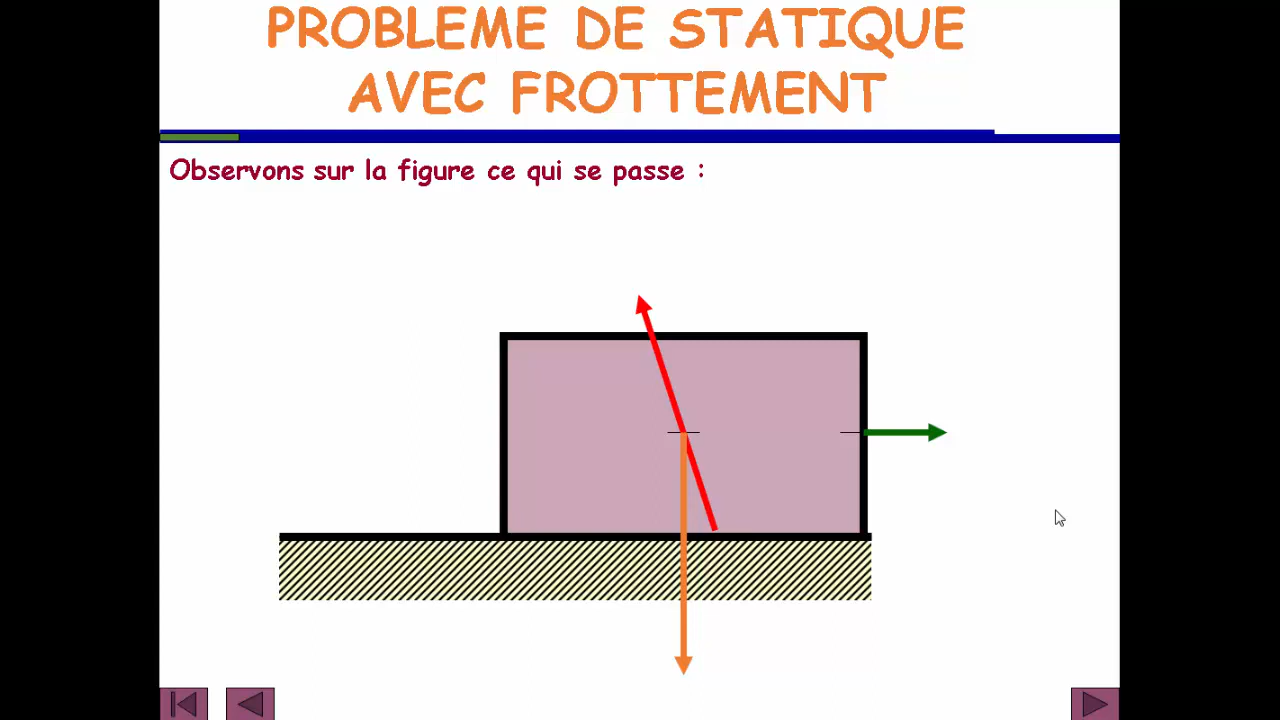 PROBLEME DE STATIQUE
AVEC FROTTEMENT
Observons sur la figure ce qui se passe :